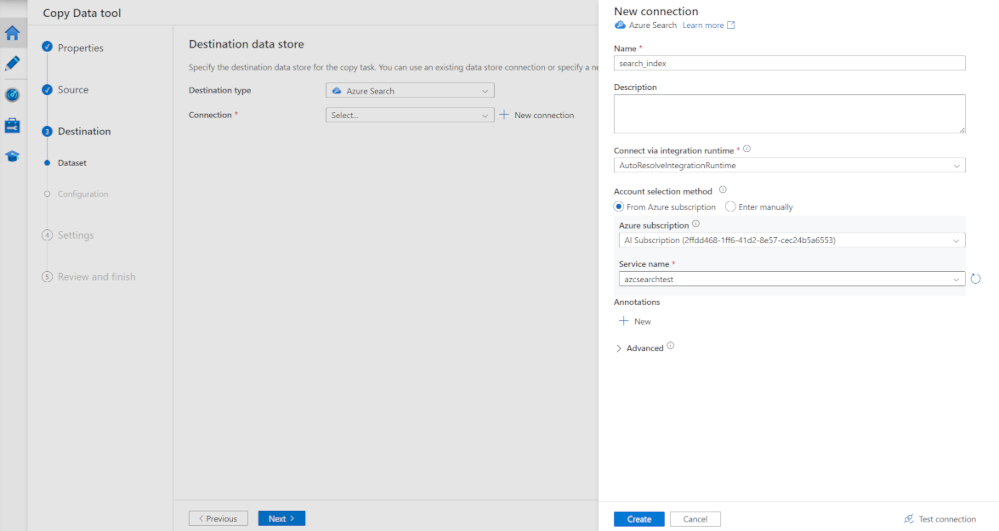 Copy Data tool
Properties
Source
3 Destination
Dataset
Configuration
4 Settings
5 Review and finish
Destination data store
Specify the destination data store for the copy task. You can use an existing data store connection or specify a
Destination type
Azure Search
Connection *
Select...
New connection
Previous
Next
New connection
Azure Search Learn more
Name *
search_index
Description
Connect via integration runtime *
AutoResolveIntegrationRuntime
Account selection method
From Azure subscription Enter manually
Azure subscription
AI Subscription (2ffdd468-1ff6-41d2-8e57-cec24b5a6553)
Service name *
azcsearchtest
Annotations
New
Advanced
Create
Cancel
Test connection